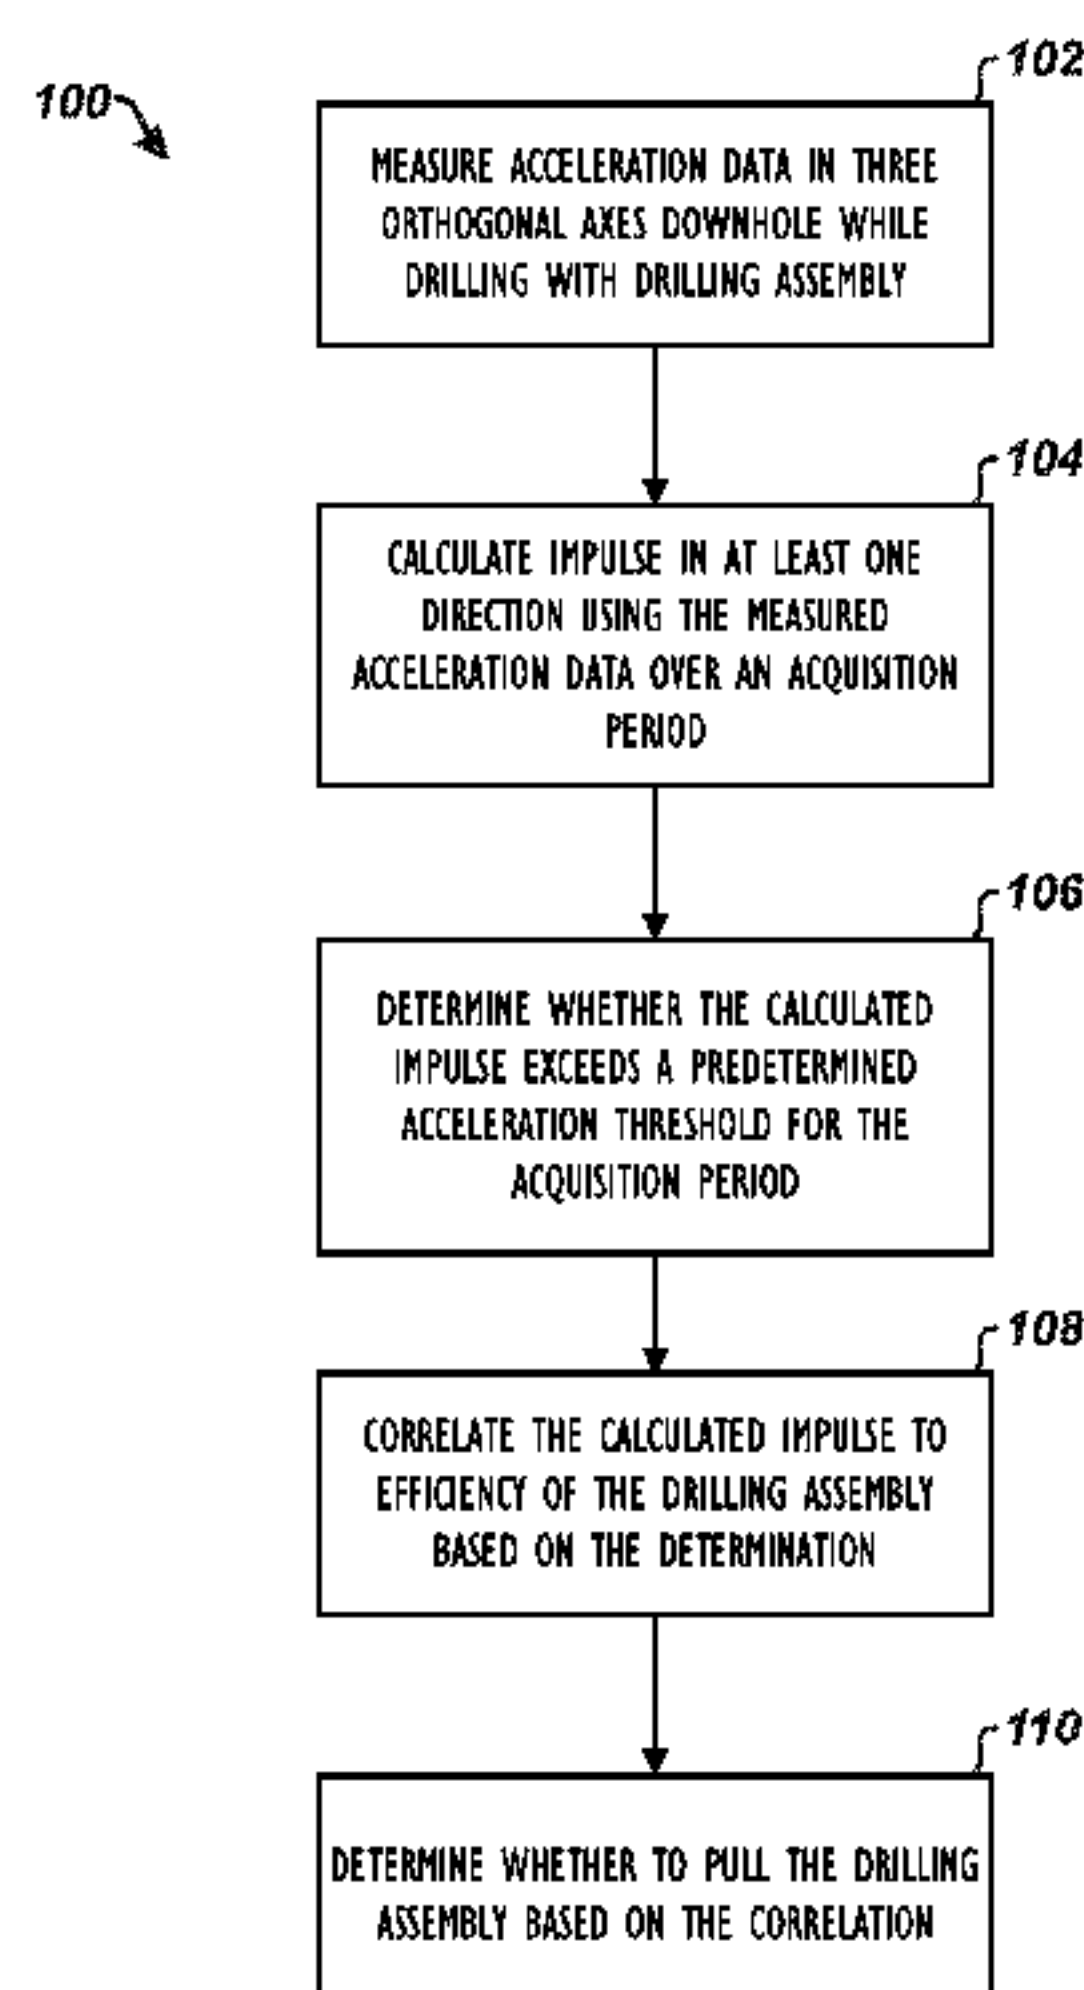 100
102
MEASURE ACCELERATION DATA IN THREE
ORTHOGONAL AXES DOWNHOLE WHILE
DRILLING WITH DRILLING ASSEMBLY
104
CALCULATE IMPULSE IN AT LEAST ONE
DIRECTION USING THE MEASURED
ACCELERATION DATA OVER AN ACQUISITION
PERIOD
106
DETERMINE WHETHER THE CALCULATED
IMPULSE EXCEEDS A PREDETERMINED
ACCELERATION THRESHOLD FOR THE
ACQUISITION PERIOD
108
CORRELATE THE CALCULATED IMPULSE TO
EFFICIENCY OF THE DRILLING ASSEMBLY
BASED ON THE DETERMINATION
110
DETERMINE WHETHER TO PULL THE DRILLING
ASSEMBLY BASED ON THE CORRELATION